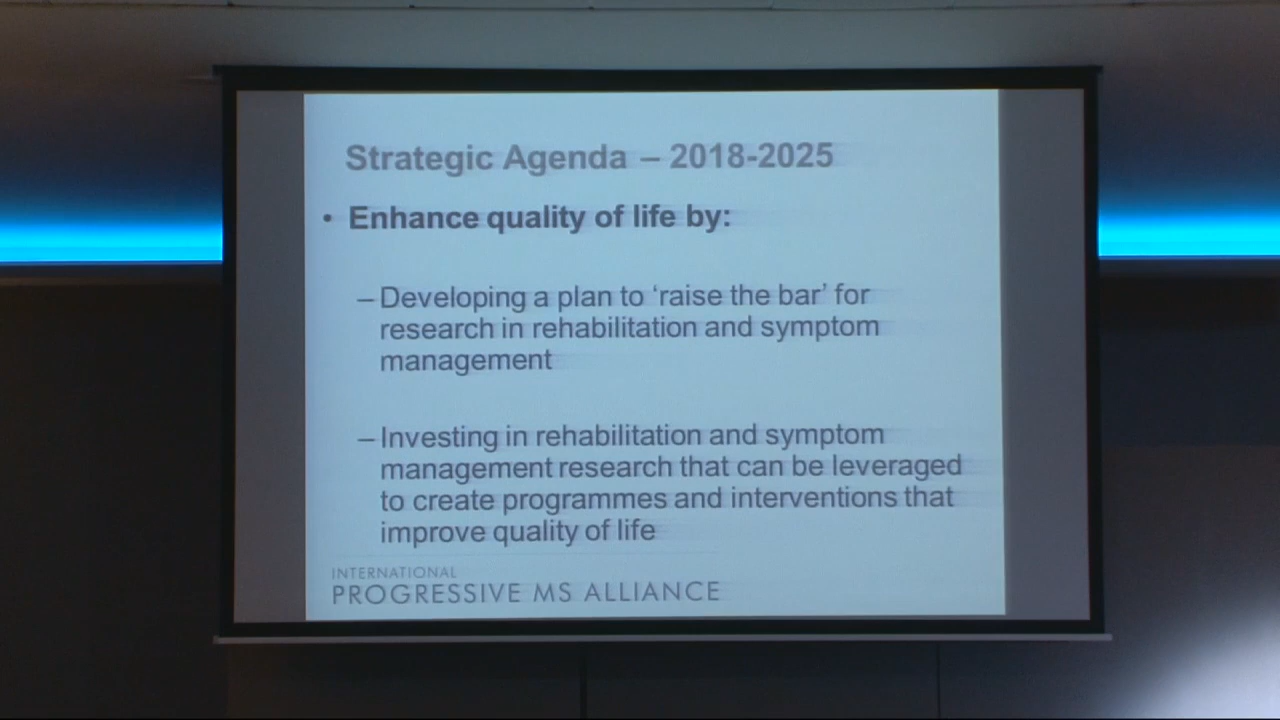 Strategic Agenda – 2018-2025
• Enhance quality of life by:
– Developing a plan to ‘raise the bar’ for
research in rehabilitation and symptom
management
– Investing in rehabilitation and symptom
management research that can be leveraged
to create programmes and interventions that
improve quality of life
INTERNATIONAL
PROGRESSIVE MS ALLIANCE